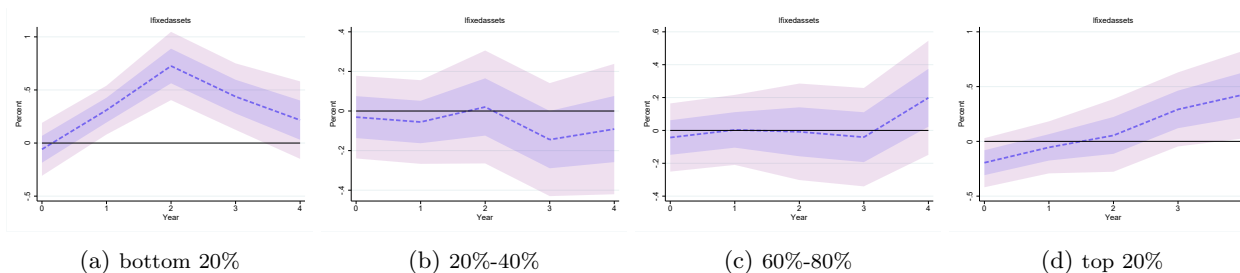 lfixedassets
Percent
1
.5
0
-.5
0 1 2 3 4
Year
(a) bottom 20%
lfixedassets
Percent
.4
.2
0
-.2
-.4
0 1 2 3 4
Year
(b) 20%-40%
lfixedassets
Percent
.6
.4
.2
0
-.2
-.4
0 1 2 3 4
Year
(c) 60%-80%
lfixedassets
Percent
1
.5
0
-.5
0 1 2 3 4
Year
(d) top 20%